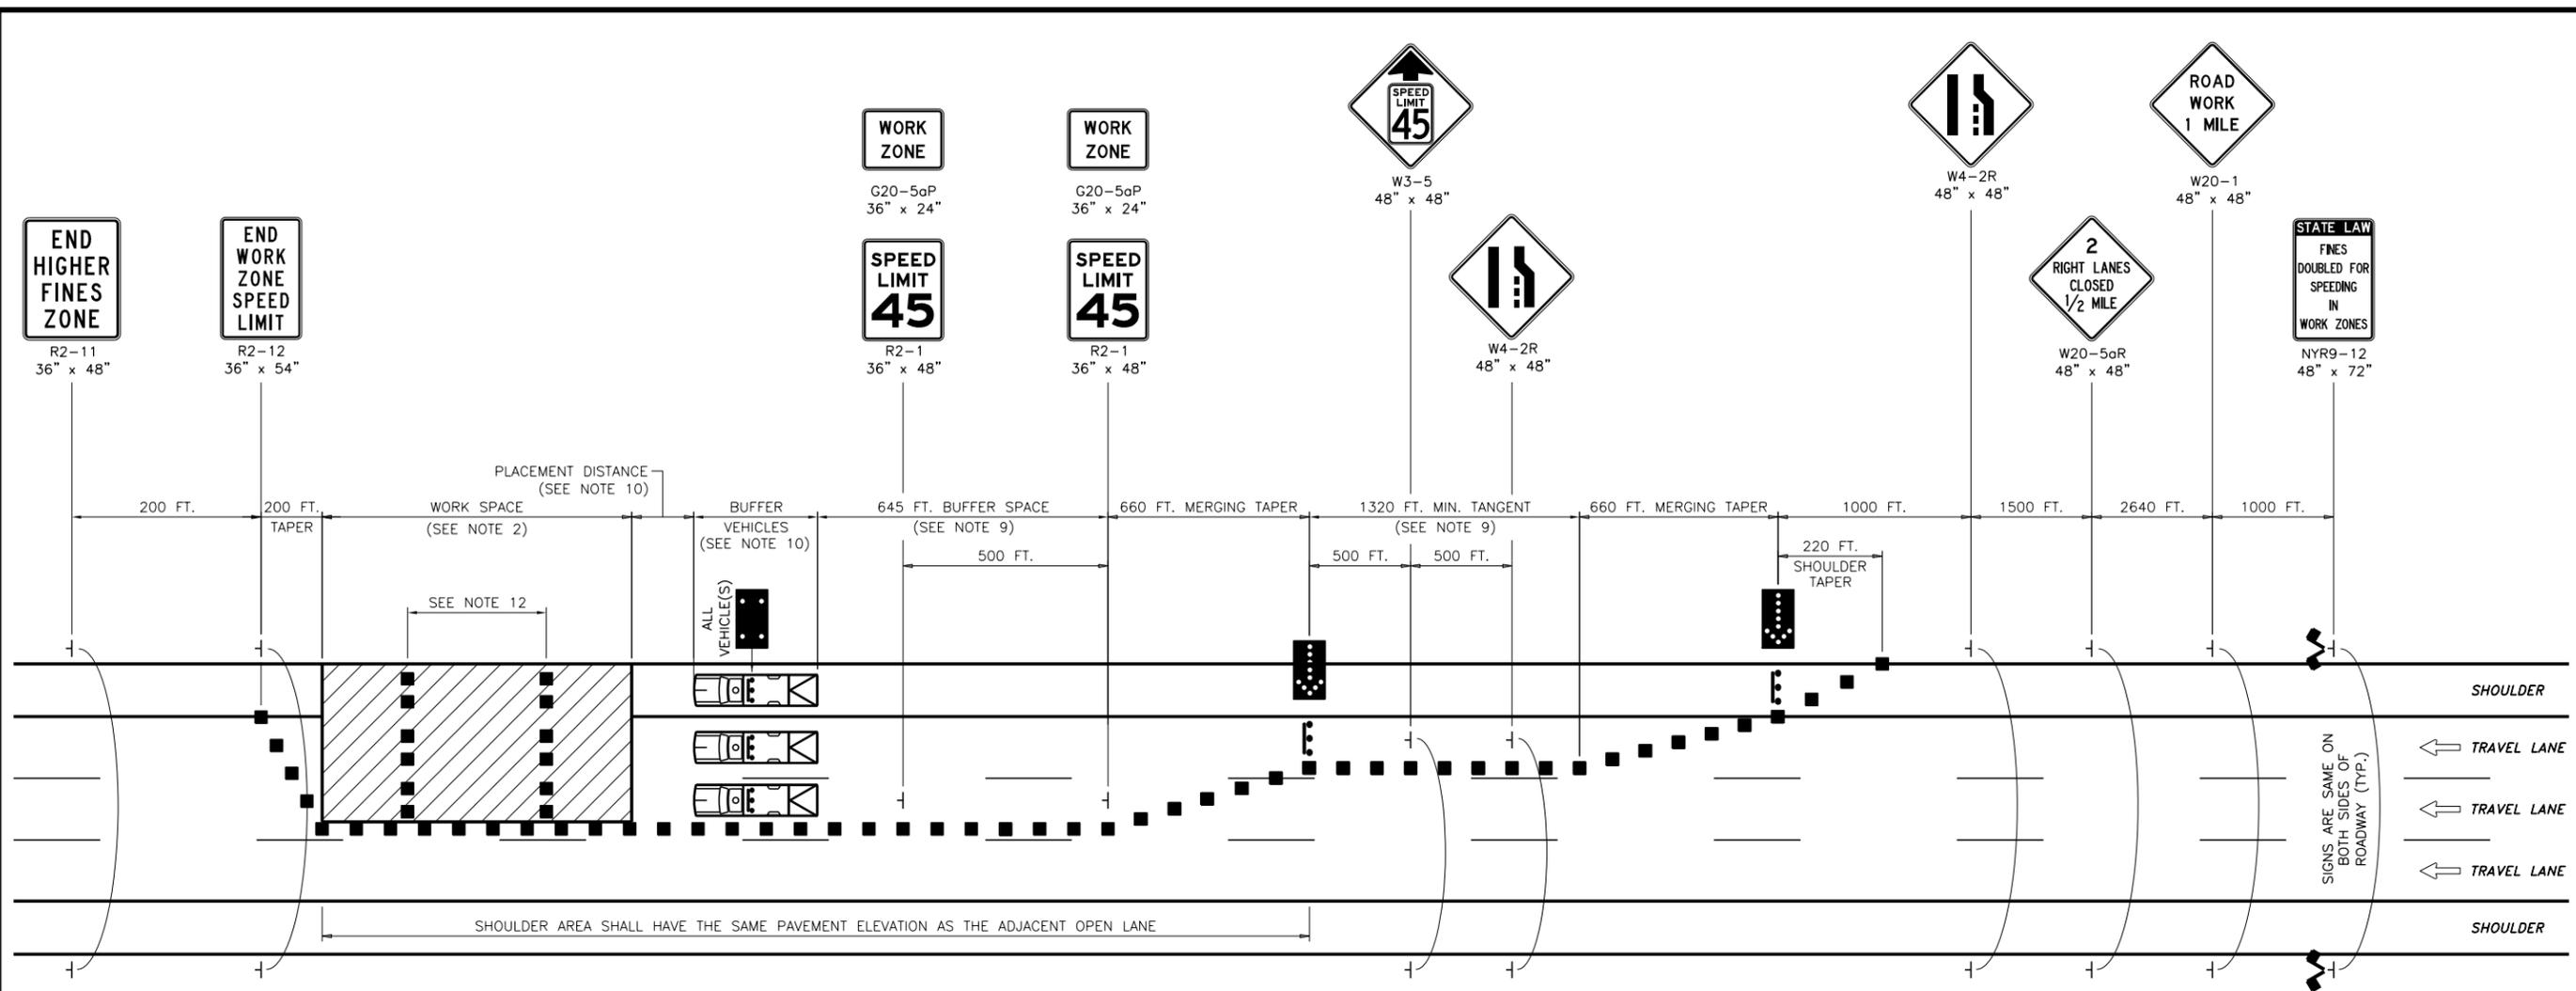 WORK
ZONE
G20-5aP
36" x 24"
WORK
ZONE
G20-5aP
36" x 24"
SPEED
LIMIT
45
W3-5
48" x 48"
W4-2R
48" x 48"
ROAD
WORK
1 MILE
W20-1
48" x 48"
END
HIGHER
FINES
ZONE
R2-11
36" x 48"
END
WORK
ZONE
SPEED
LIMIT
R2-12
36" x 54"
SPEED
LIMIT
45
R2-1
36" x 48"
SPEED
LIMIT
45
R2-1
36" x 48"
W4-2R
48" x 48"
2
RIGHT LANES
CLOSED
1/2 MILE
W20-5aR
48" x 48"
STATE LAW
FINES
DOUBLED FOR
SPEEDING
IN
WORK ZONES
NYR9-12
48" x 72"
PLACEMENT DISTANCE
(SEE NOTE 10)
200 FT.
200 FT.
TAPER
WORK SPACE
(SEE NOTE 2)
BUFFER
VEHICLES
(SEE NOTE 10)
645 FT. BUFFER SPACE
(SEE NOTE 9)
660 FT. MERGING TAPER
1320 FT. MIN. TANGENT
(SEE NOTE 9)
660 FT. MERGING TAPER
1000 FT.
1500 FT.
2640 FT.
1000 FT.
500 FT.
500 FT.
500 FT.
220 FT.
SHOULDER
TAPER
SEE NOTE 12
ALL
VEHICLE(S)
SHOULDER
TRAVEL LANE
TRAVEL LANE
TRAVEL LANE
SHOULDER
SIGNS ARE SAME ON
BOTH SIDES OF
ROADWAY (TYP.)
SHOULDER AREA SHALL HAVE THE SAME PAVEMENT ELEVATION AS THE ADJACENT OPEN LANE